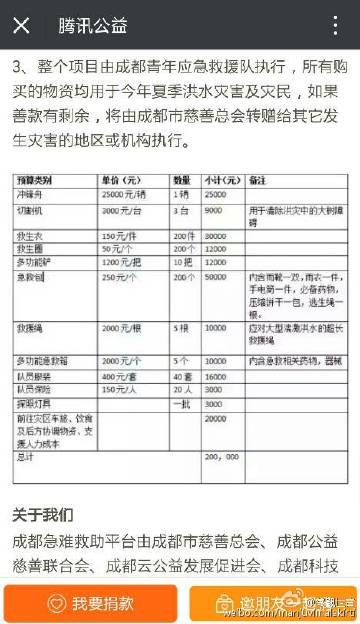 腾讯公益
3、整个项目由成都青年应急救援队执行，所有购
买的物资均用于今年夏季洪水灾害及灾民，如果
善款有剩余，将由成都市慈善总会转赠给其它发
生灾害的地区或机构执行。
预算类别 单价（元） 数量 小计（元） 备注
冲锋舟 25000元/艘 1艘 25000
切割机 3000元/台 3台 9000 用于清除洪灾中的大树障
碍
救生衣 150元/件 200件 30000
救生圈 50元/个 200个 12000
多功能铲 1200元/把 10把 12000
急救包 250元/个 200个 50000 内含雨靴一双，雨衣一件，
手电筒一件，必备药物，
压缩饼干一包，逃生绳一
根。
救援绳 2000元/根 5根 10000 应对大型湍激洪水的超长
救援绳
多功能急救箱 2000元/个 5个 10000 内含急救相关药物，器械
队员服装 400元/套 40套 16000
队员保险 150元/人 20人 3000
探照灯具 一批 3000
前往灾区车旅、饮食
及后方协调物资、支
援人力成本 20000
总计 200，000
关于我们
成都急难救助平台由成都市慈善总会、成都公益
慈善联合会、成都云公益发展促进会、成都科技
我要捐款
邀朋友